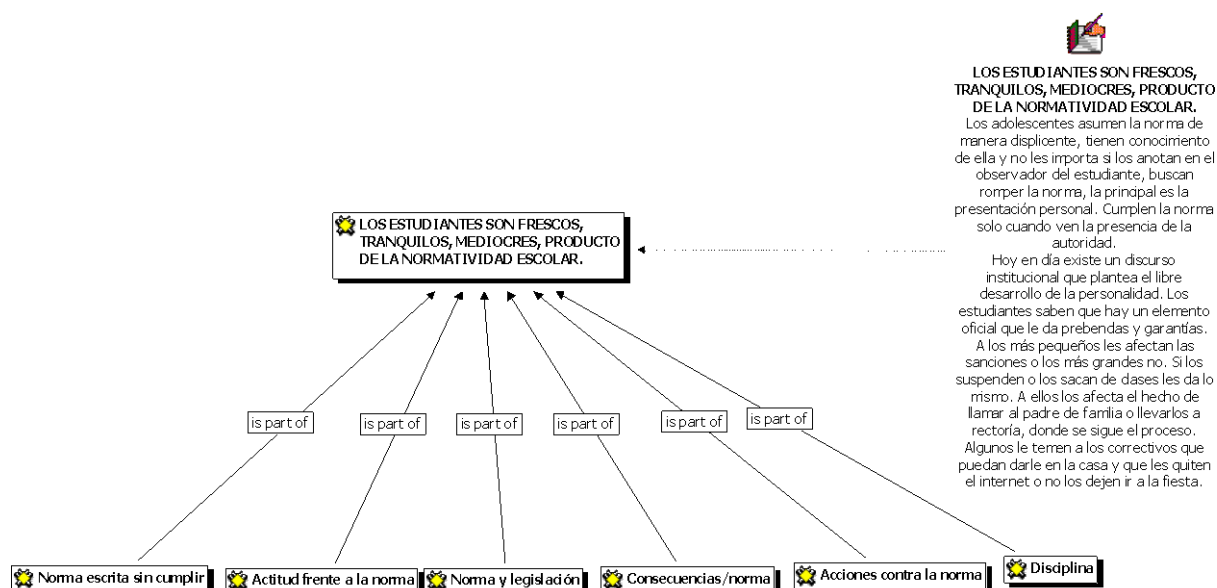 LOS ESTUDIANTES SON FRESCOS,
TRANQUILOS, MEDIOCRES, PRODUCTO
DE LA NORMATIVIDAD ESCOLAR.
Los adolescentes asumen la norma de
manera displicente, tienen conocimiento
de ella y no les importa si los anotan en el
observador del estudiante, buscan
romper la norma, la principal es la
presentación personal. Cumplen la norma
solo cuando ven la presencia de la
autoridad.
Hoy en día existe un discurso
institucional que plantea el libre
desarrollo de la personalidad. Los
estudiantes saben que hay un elemento
oficial que le da prebendas y garantías.
A los más pequeños les afectan las
sanciones o los más grandes no. Si los
suspenden o los sacan de clases les da lo
mismo. A ellos los afecta el hecho de
llamar al padre de familia o llevarlos a
rectoría, donde se sigue el proceso.
Algunos le temen a los correctivos que
puedan darle en la casa y que les quiten
el internet o no los dejen ir a la fiesta.
LOS ESTUDIANTES SON FRESCOS,
TRANQUILOS, MEDIOCRES, PRODUCTO
DE LA NORMATIVIDAD ESCOLAR.
is part of
is part of
is part of
is part of
is part of
is part of
Norma escrita sin cumplir
Actitud frente a la norma
Norma y legislación
Consecuencias/norma
Acciones contra la norma
Disciplina